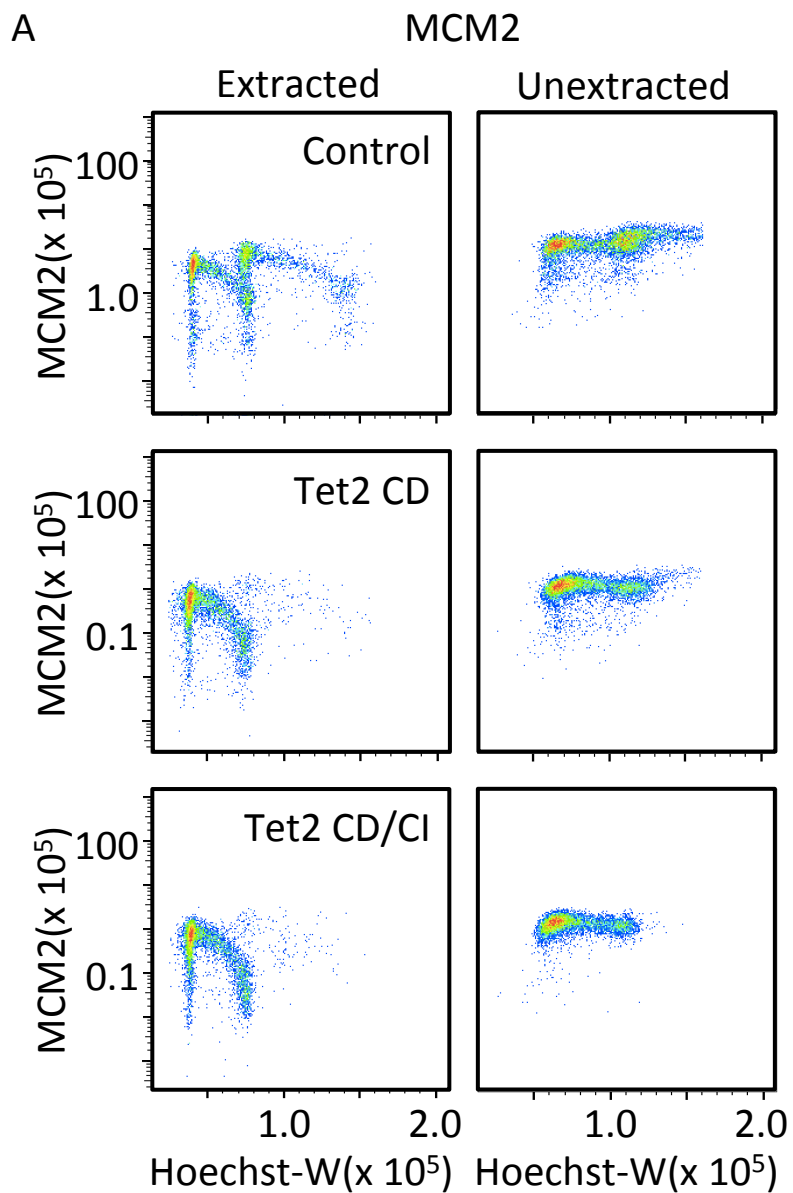 A
MCM2
Extracted
Unextracted
Control
MCM2(x 10⁵)
100
1.0
Tet2 CD
MCM2(x 10⁵)
100
0.1
Tet2 CD/CI
MCM2(x 10⁵)
100
0.1
1.0 2.0 1.0 2.0
Hoechst-W(x 10⁵) Hoechst-W(x 10⁵)